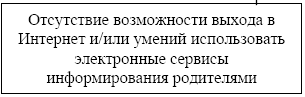 Отсутствие возможности выхода в
Интернет и/или умений использовать
электронные сервисы
информирования родителями